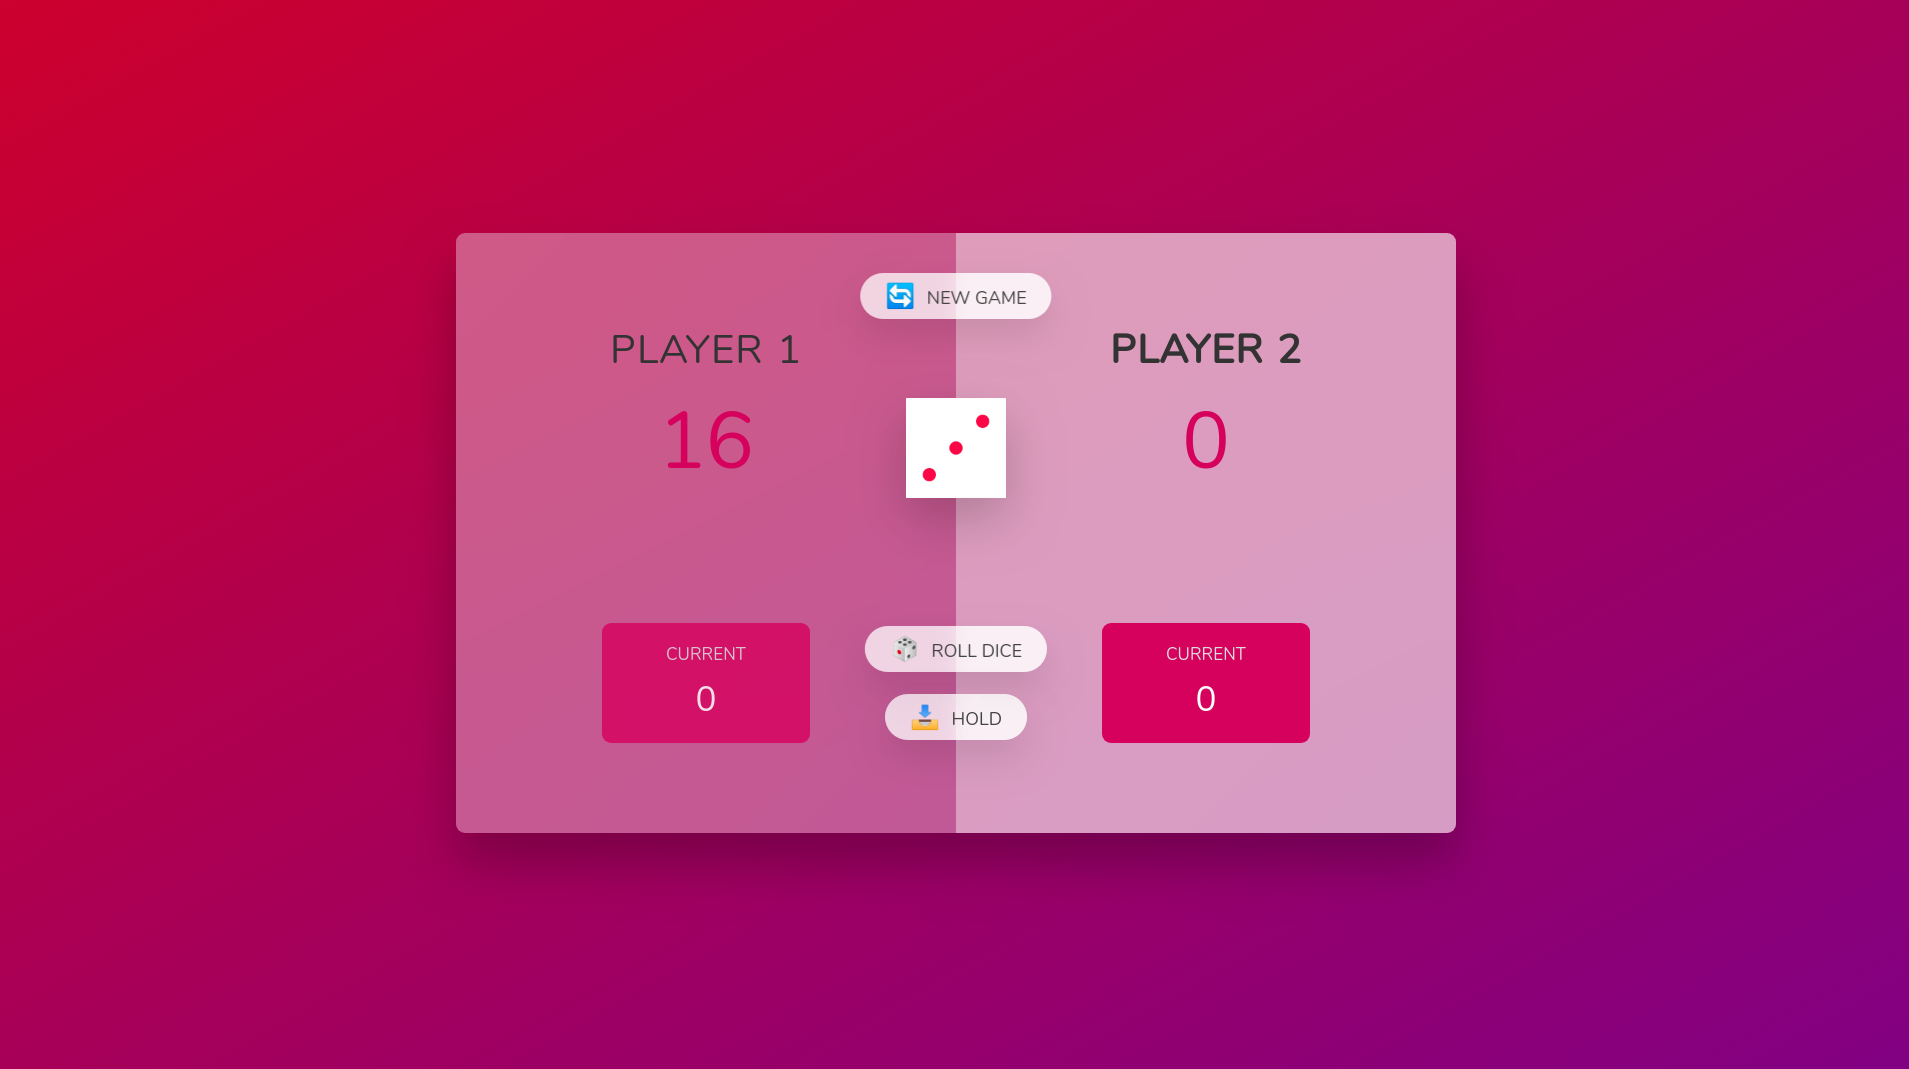 NEW GAME
PLAYER 1
16
CURRENT
0
PLAYER 2
0
CURRENT
0
ROLL DICE
HOLD